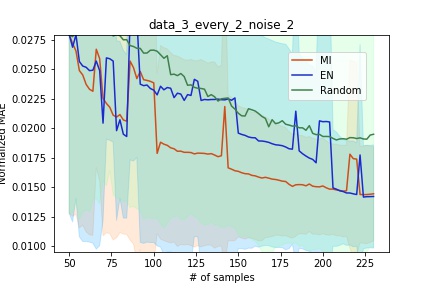 data_3_every_2_noise_2
Normalized MAE
0.0275
0.0250
0.0225
0.0200
0.0175
0.0150
0.0125
0.0100
MI
EN
Random
50 75 100 125 150 175 200 225
# of samples